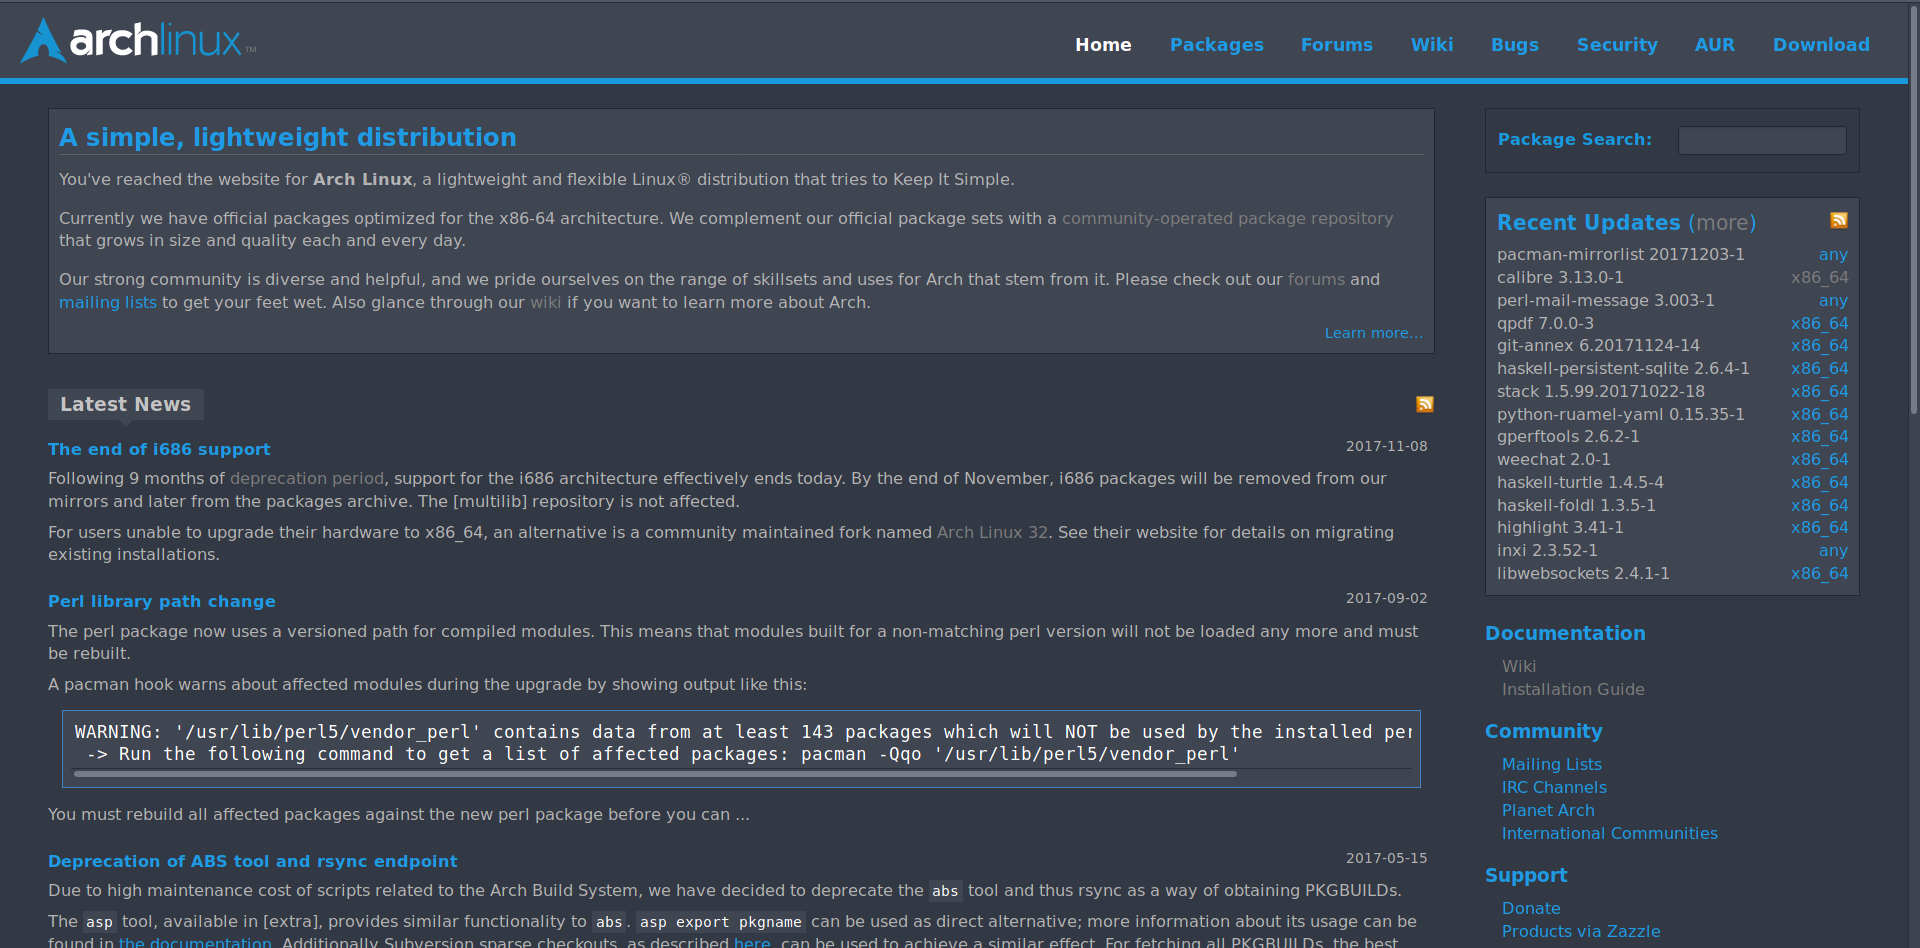 archlinux™
Home Packages Forums Wiki Bugs Security AUR Download
A simple, lightweight distribution
You've reached the website for Arch Linux, a lightweight and flexible Linux® distribution that tries to Keep It Simple.
Currently we have official packages optimized for the x86-64 architecture. We complement our official package sets with a community-operated package repository
that grows in size and quality each and every day.
Our strong community is diverse and helpful, and we pride ourselves on the range of skillsets and uses for Arch that stem from it. Please check out our forums and
mailing lists to get your feet wet. Also glance through our wiki if you want to learn more about Arch.
Learn more...
Latest News
The end of i686 support 2017-11-08
Following 9 months of deprecation period, support for the i686 architecture effectively ends today. By the end of November, i686 packages will be removed from our
mirrors and later from the packages archive. The [multilib] repository is not affected.
For users unable to upgrade their hardware to x86_64, an alternative is a community maintained fork named Arch Linux 32. See their website for details on migrating
existing installations.
Perl library path change 2017-09-02
The perl package now uses a versioned path for compiled modules. This means that modules built for a non-matching perl version will not be loaded any more and must
be rebuilt.
A pacman hook warns about affected modules during the upgrade by showing output like this:
WARNING: '/usr/lib/perl5/vendor_perl' contains data from at least 143 packages which will NOT be used by the installed per
-> Run the following command to get a list of affected packages: pacman -Qqo '/usr/lib/perl5/vendor_perl'
You must rebuild all affected packages against the new perl package before you can ...
Deprecation of ABS tool and rsync endpoint 2017-05-15
Due to high maintenance cost of scripts related to the Arch Build System, we have decided to deprecate the abs tool and thus rsync as a way of obtaining PKGBUILDs.
The asp tool, available in [extra], provides similar functionality to abs. asp export pkgname can be used as direct alternative; more information about its usage can be
found in the documentation. Additionally Subversion sparse checkouts, as described here, can be used to achieve a similar effect. For fetching all PKGBUILDs, the best
Package Search:
Recent Updates (more)
pacman-mirrorlist 20171203-1 any
calibre 3.13.0-1 x86_64
perl-mail-message 3.003-1 any
qpdf 7.0.0-3 x86_64
git-annex 6.20171124-14 x86_64
haskell-persistent-sqlite 2.6.4-1 x86_64
stack 1.5.99.20171022-18 x86_64
python-ruamel-yaml 0.15.35-1 x86_64
gperftools 2.6.2-1 x86_64
weechat 2.0-1 x86_64
haskell-turtle 1.4.5-4 x86_64
haskell-foldl 1.3.5-1 x86_64
highlight 3.41-1 x86_64
inxi 2.3.52-1 any
libwebsockets 2.4.1-1 x86_64
Documentation
Wiki
Installation Guide
Community
Mailing Lists
IRC Channels
Planet Arch
International Communities
Support
Donate
Products via Zazzle